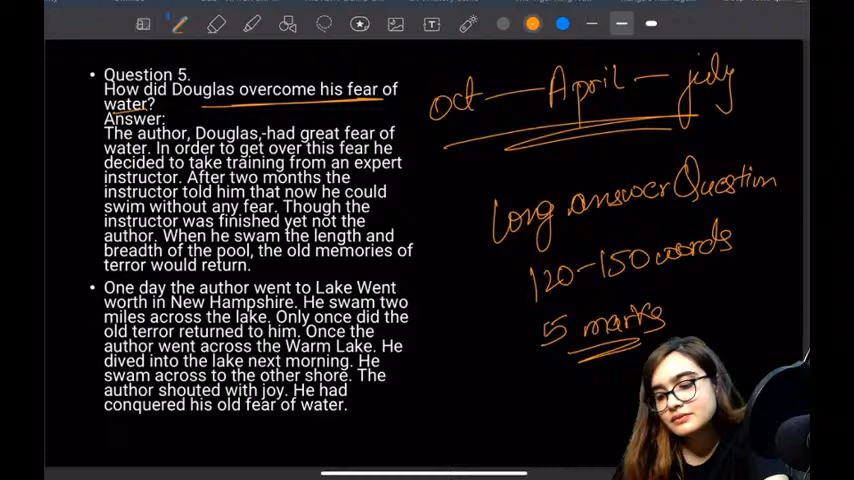 • Question 5.
How did Douglas overcome his fear of
water?
Answer:
The author, Douglas,-had great fear of
water. In order to get over this fear he
decided to take training from an expert
instructor. After two months the
instructor told him that now he could
swim without any fear. Though the
instructor was finished yet not the
author. When he swam the length and
breadth of the pool, the old memories of
terror would return.
• One day the author went to Lake Went
worth in New Hampshire. He swam two
miles across the lake. Only once did the
old terror returned to him. Once the
author went across the Warm Lake. He
dived into the lake next morning. He
swam across to the other shore. The
author shouted with joy. He had
conquered his old fear of water.
oct — April — july
Long answer Question
120-150 words
5 marks